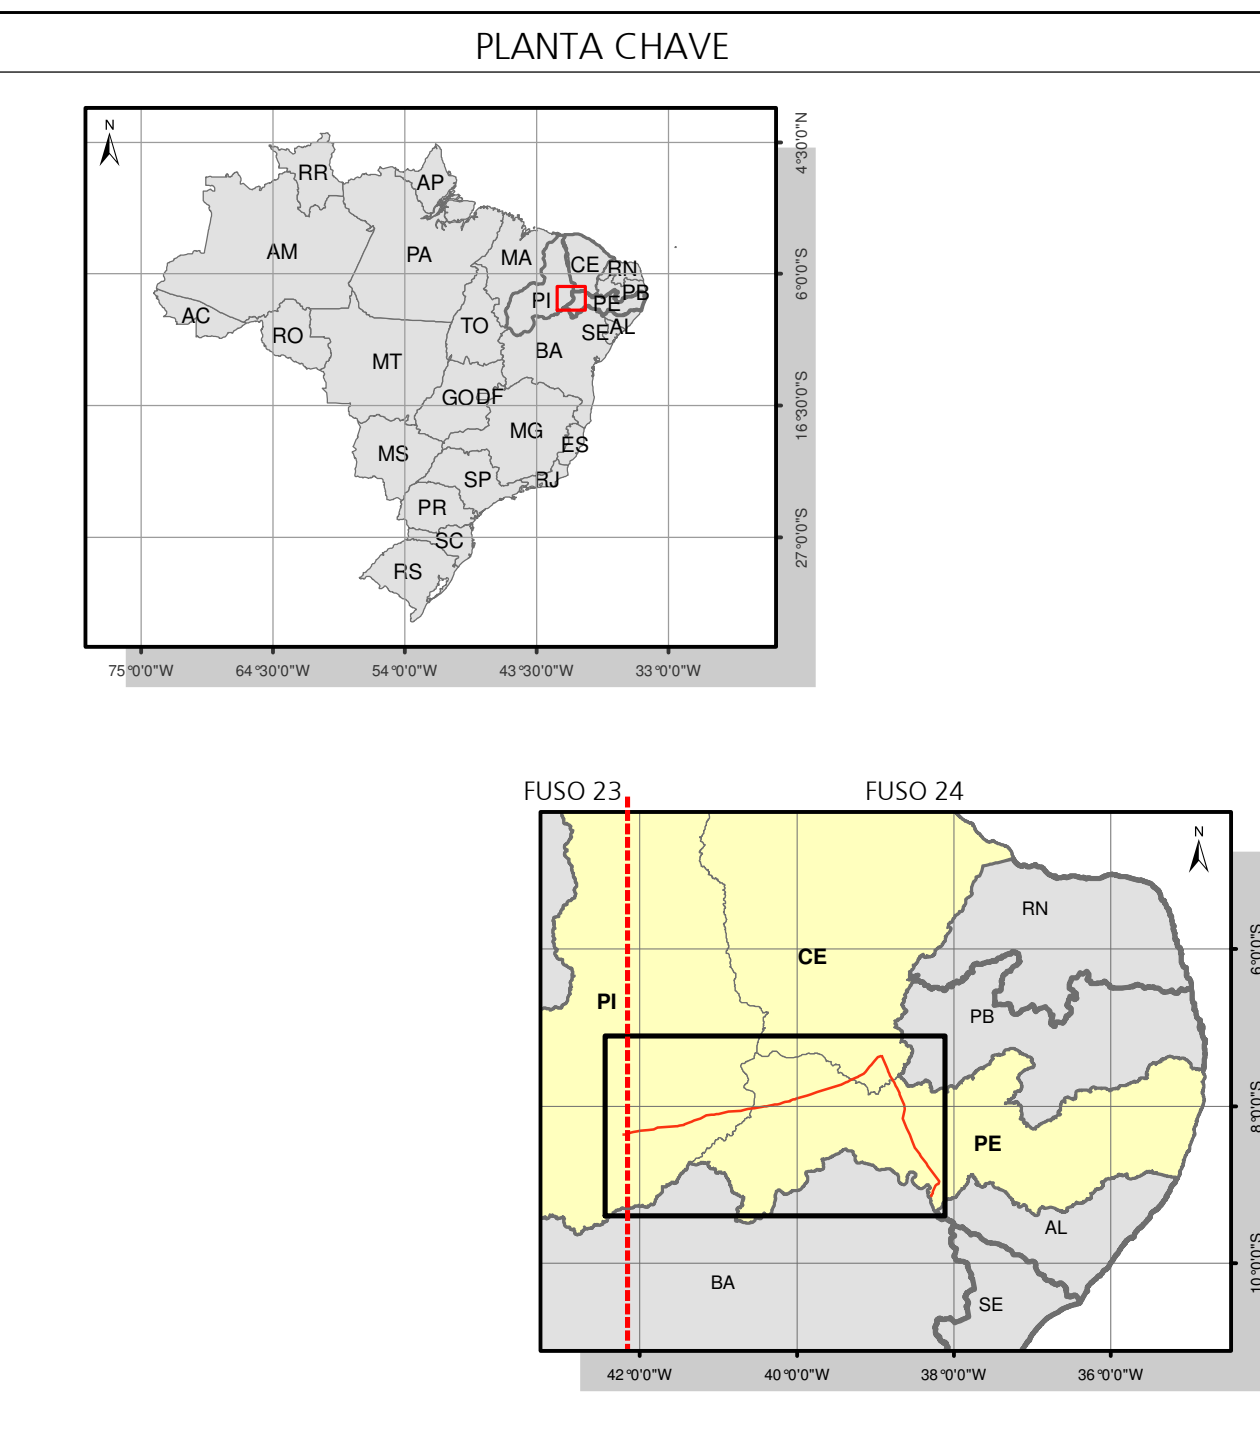 PLANTA CHAVE
N
RR
AP
AM
PA
MA
CE
RN
PI
PB
PE
AC
RO
TO
SE
AL
MT
BA
GO
DF
MG
MS
ES
SP
RJ
PR
SC
RS
4°30'0"N
6°0'0"S
16°30'0"S
27°0'0"S
75°0'0"W
64°30'0"W
54°0'0"W
43°30'0"W
33°0'0"W
FUSO 23
FUSO 24
N
RN
CE
PI
PB
PE
AL
BA
SE
6°0'0"S
8°0'0"S
10°0'0"S
42°0'0"W
40°0'0"W
38°0'0"W
36°0'0"W